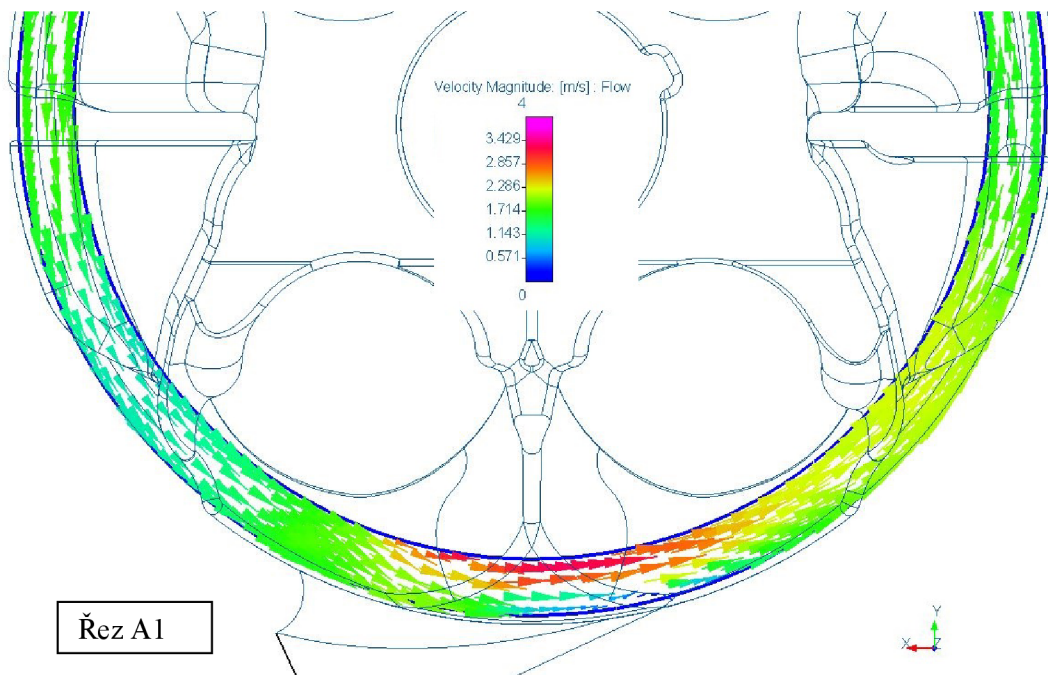 Velocity Magnitude: [m/s] : Flow
4
3.429
2.857
2.286
1.714
1.143
0.571
0
Řez A1
Y
X
Z